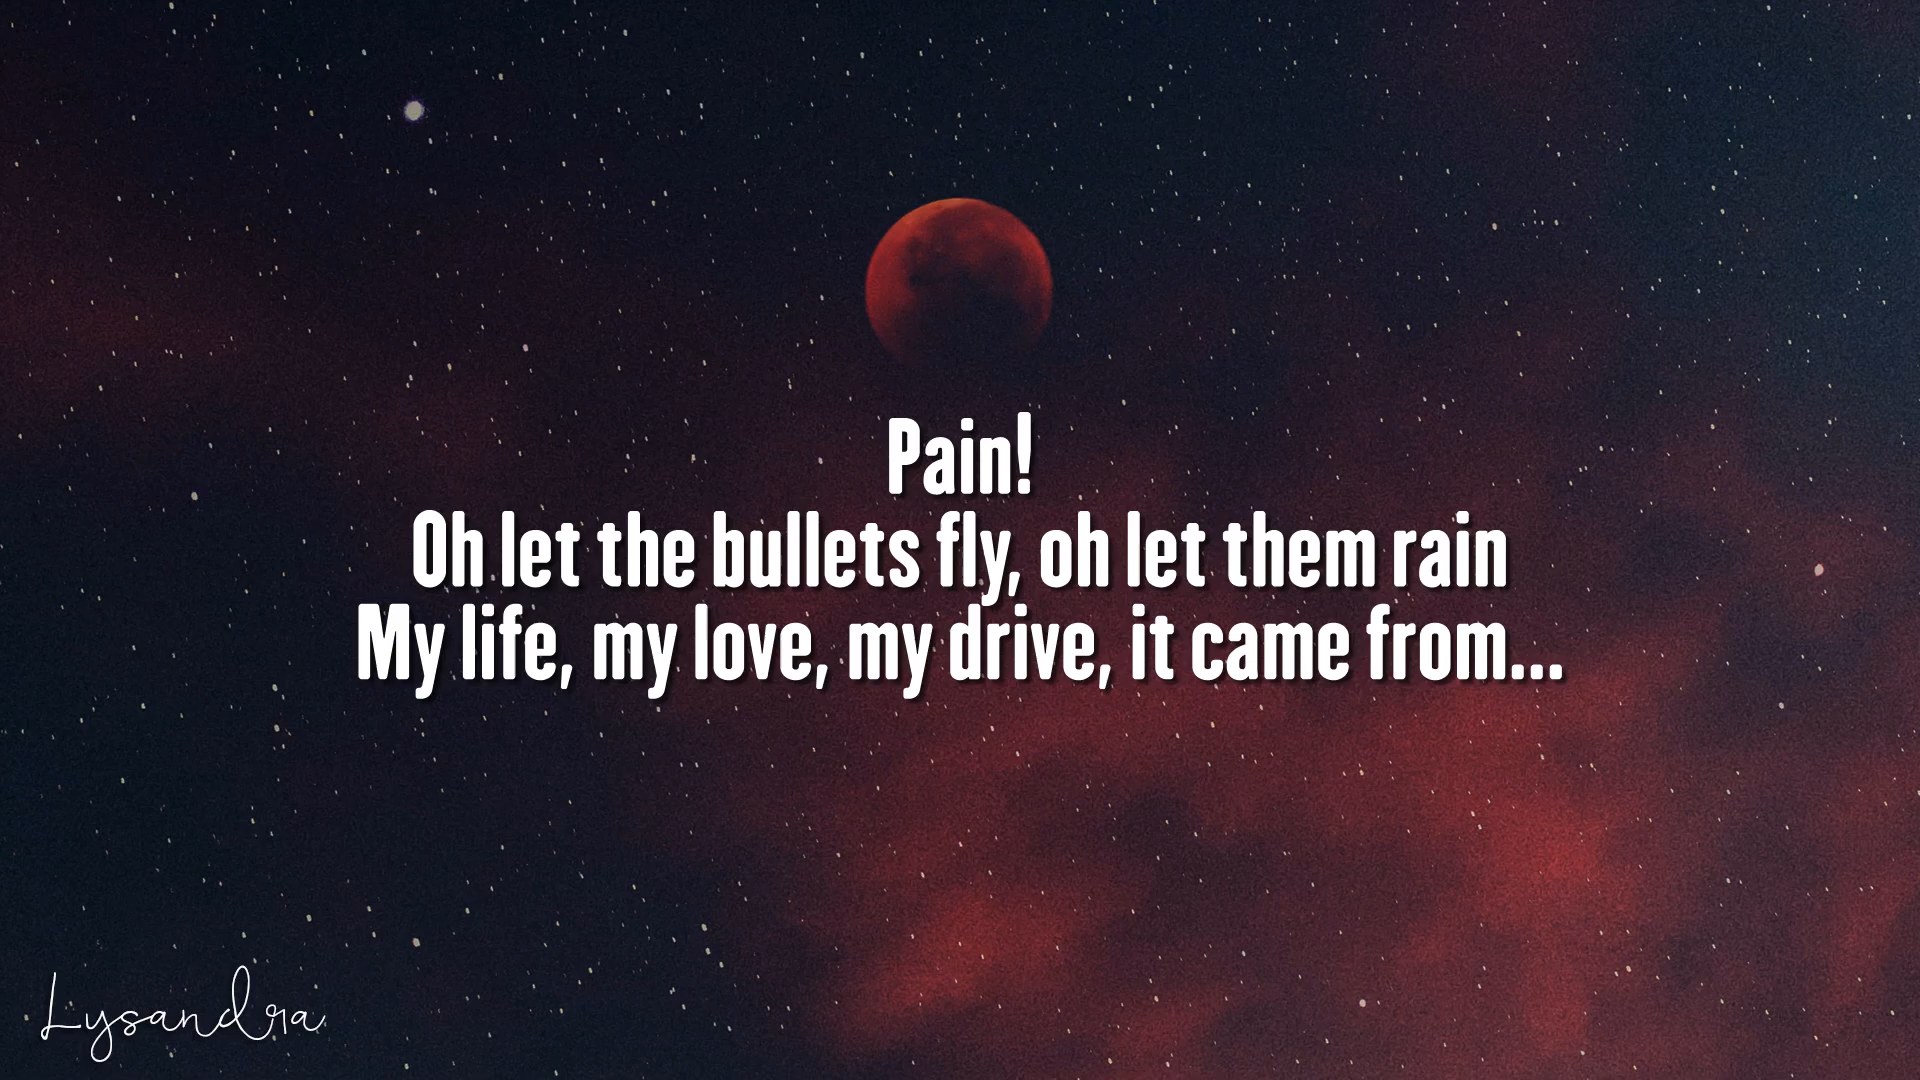 Pain!
Oh let the bullets fly, oh let them rain
My life, my love, my drive, it came from...
Lysandra